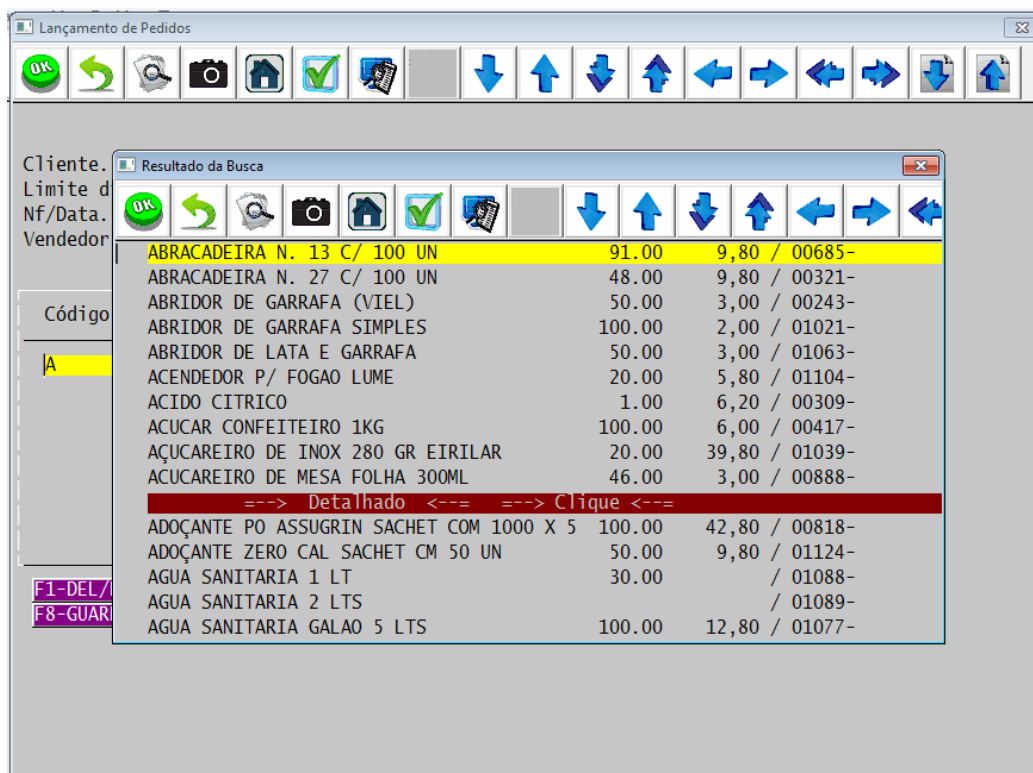 Lançamento de Pedidos
OK
Cliente.
Limite d
Nf/Data.
Vendedor
Código
A
F1-DEL/
F8-GUAR
Resultado da Busca
OK
ABRACADEIRA N. 13 C/ 100 UN 91.00 9,80 / 00685-
ABRACADEIRA N. 27 C/ 100 UN 48.00 9,80 / 00321-
ABRIDOR DE GARRAFA (VIEL) 50.00 3,00 / 00243-
ABRIDOR DE GARRAFA SIMPLES 100.00 2,00 / 01021-
ABRIDOR DE LATA E GARRAFA 50.00 3,00 / 01063-
ACENDEDOR P/ FOGAO LUME 20.00 5,80 / 01104-
ACIDO CITRICO 1.00 6,20 / 00309-
ACUCAR CONFEITEIRO 1KG 100.00 6,00 / 00417-
AÇUCAREIRO DE INOX 280 GR EIRILAR 20.00 39,80 / 01039-
ACUCAREIRO DE MESA FOLHA 300ML 46.00 3,00 / 00888-
=--> Detalhado <--= =--> Clique <--=
ADOÇANTE PO ASSUGRIN SACHET COM 1000 X 5 100.00 42,80 / 00818-
ADOÇANTE ZERO CAL SACHET CM 50 UN 50.00 9,80 / 01124-
AGUA SANITARIA 1 LT 30.00 / 01088-
AGUA SANITARIA 2 LTS / 01089-
AGUA SANITARIA GALAO 5 LTS 100.00 12,80 / 01077-